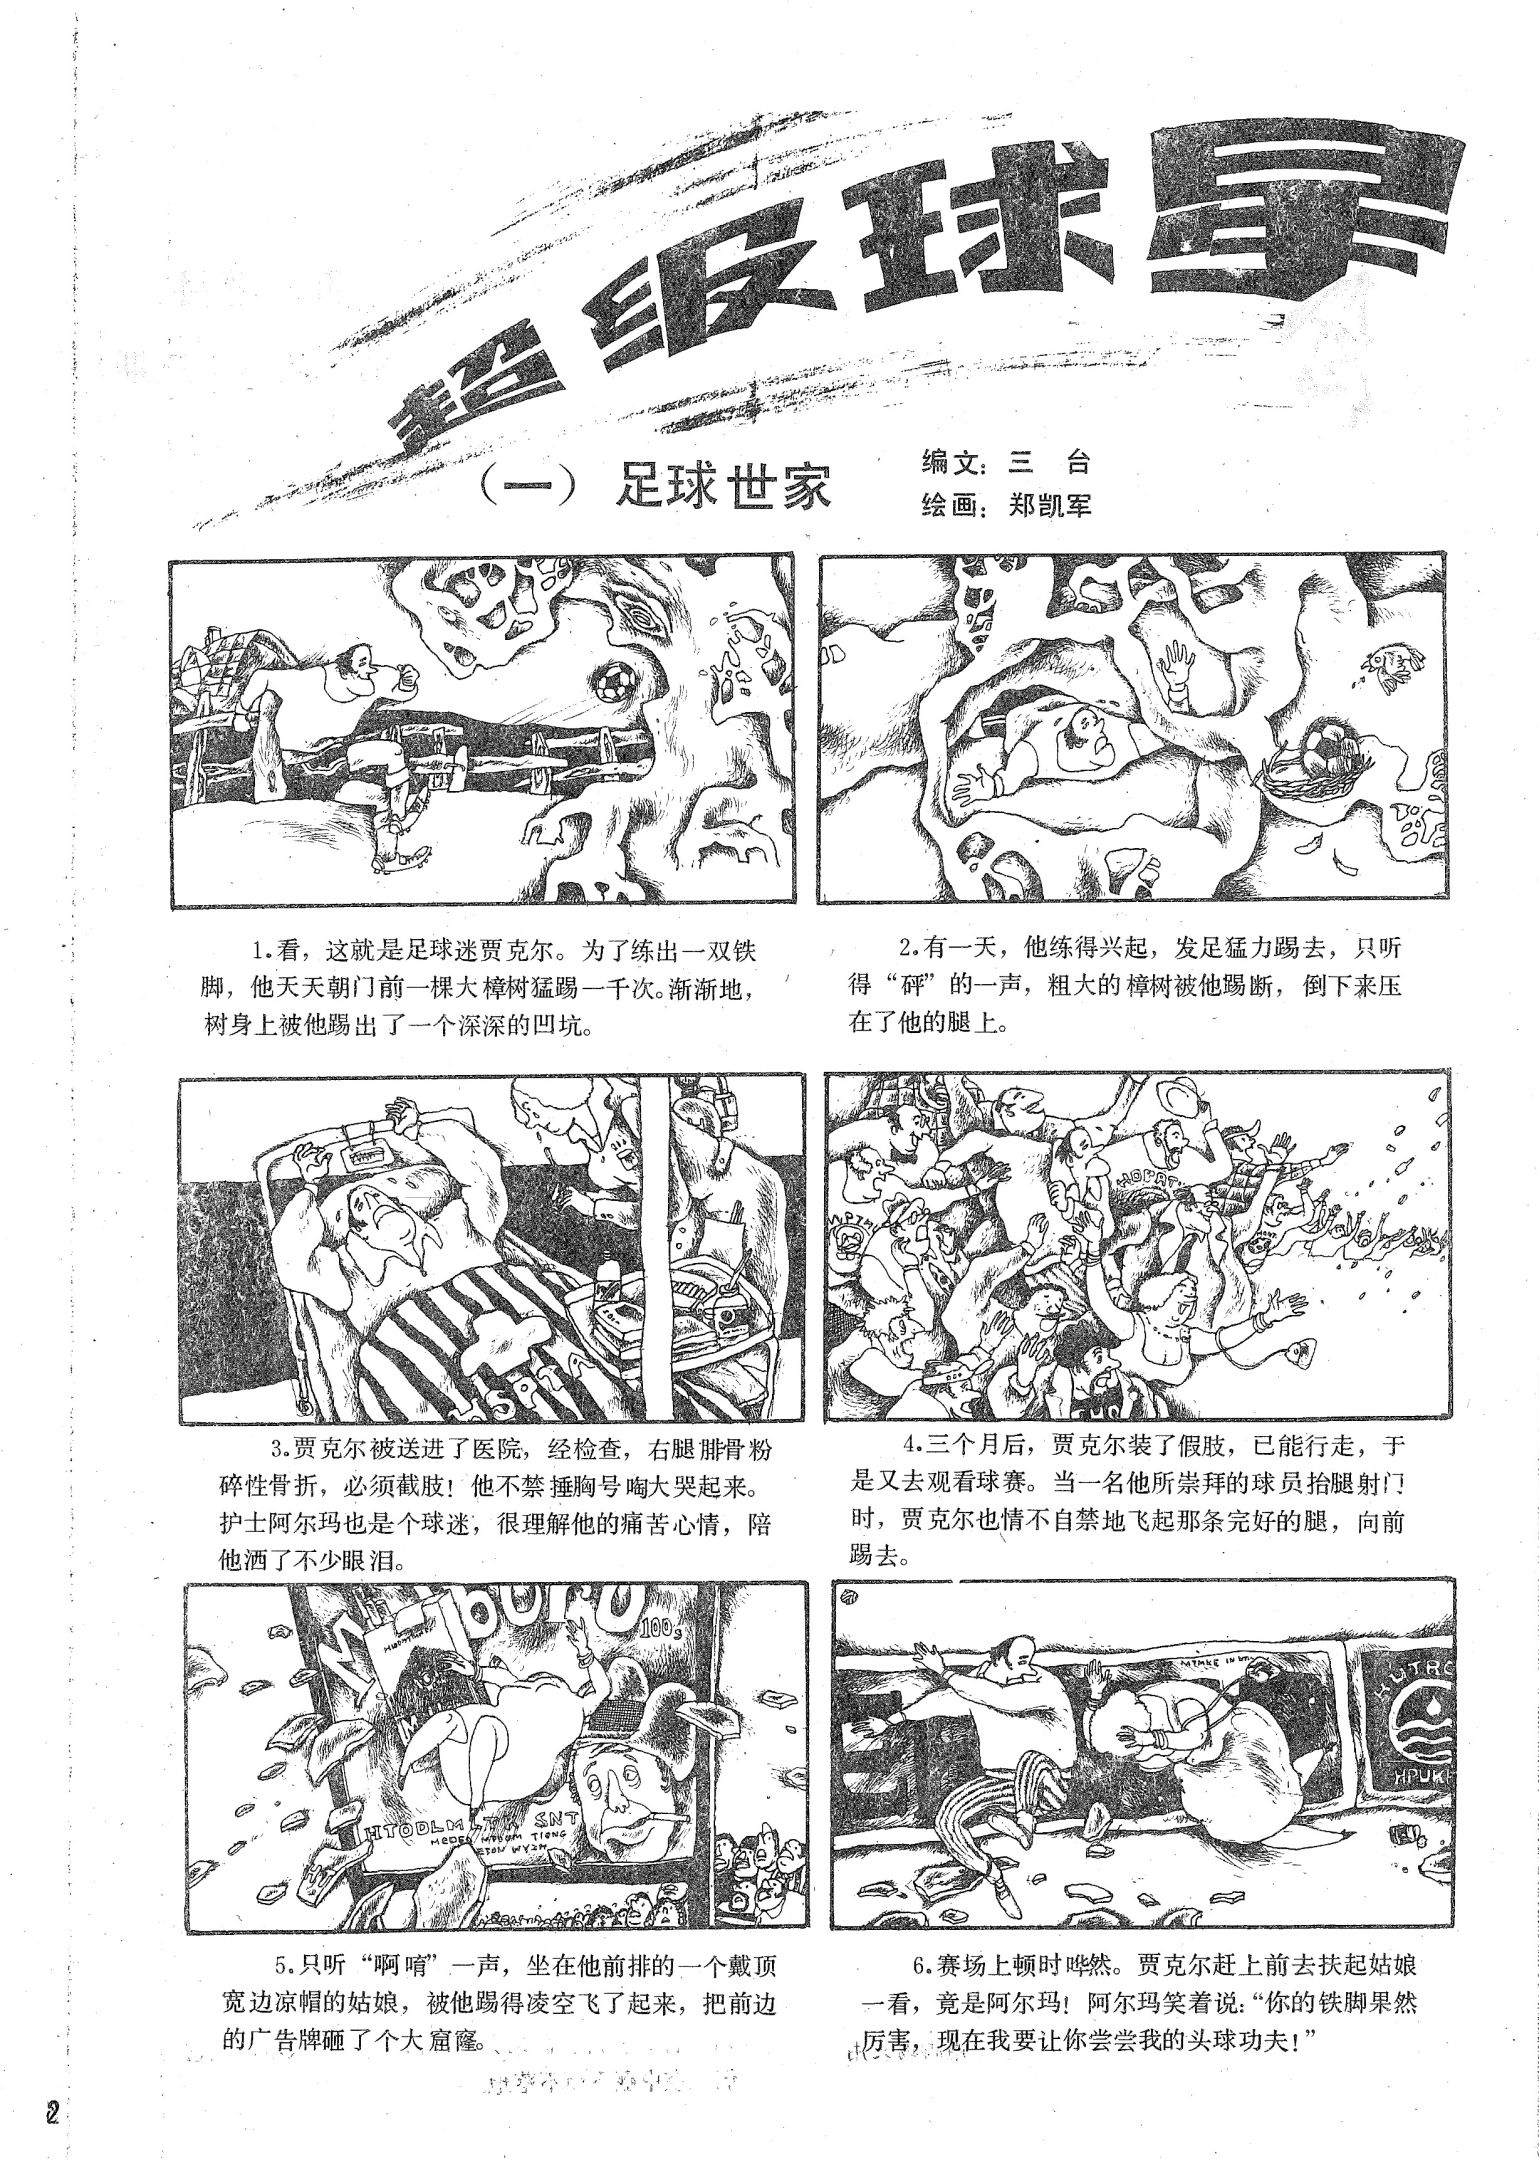 超级球星
（一）足球世家
编文：三　台
绘画：郑凯军
1.看，这就是足球迷贾克尔。为了练出一双铁
脚，他天天朝门前一棵大樟树猛踢一千次。渐渐地，
树身上被他踢出了一个深深的凹坑。
2.有一天，他练得兴起，发足猛力踢去，只听
得“砰”的一声，粗大的樟树被他踢断，倒下来压
在了他的腿上。
HSPITA
3.贾克尔被送进了医院，经检查，右腿腓骨粉
碎性骨折，必须截肢！他不禁捶胸号啕大哭起来。
护士阿尔玛也是个球迷，很理解他的痛苦心情，陪
他洒了不少眼泪。
4.三个月后，贾克尔装了假肢，已能行走，于
是又去观看球赛。当一名他所崇拜的球员抬腿射门
时，贾克尔也情不自禁地飞起那条完好的腿，向前
踢去。
100s
HTODLM
SNT
TIONG
5.只听“啊唷”一声，坐在他前排的一个戴顶
宽边凉帽的姑娘，被他踢得凌空飞了起来，把前边
的广告牌砸了个大窟窿。
HPUKH
6.赛场上顿时哗然。贾克尔赶上前去扶起姑娘
一看，竟是阿尔玛！阿尔玛笑着说：“你的铁脚果然
厉害，现在我要让你尝尝我的头球功夫！”
2